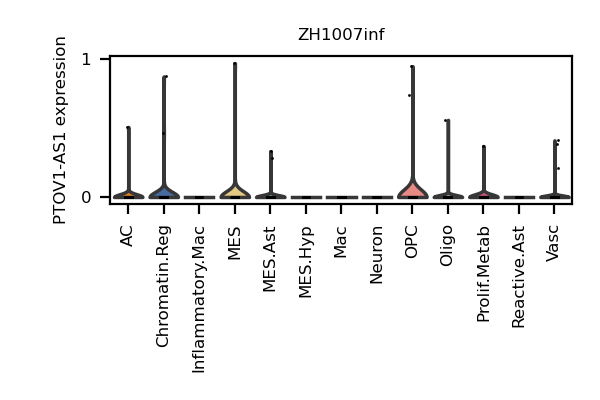 ZH1007inf
PTOV1-AS1 expression
1
0
AC
Chromatin.Reg
Inflammatory.Mac
MES
MES.Ast
MES.Hyp
Mac
Neuron
OPC
Oligo
Prolif.Metab
Reactive.Ast
Vasc